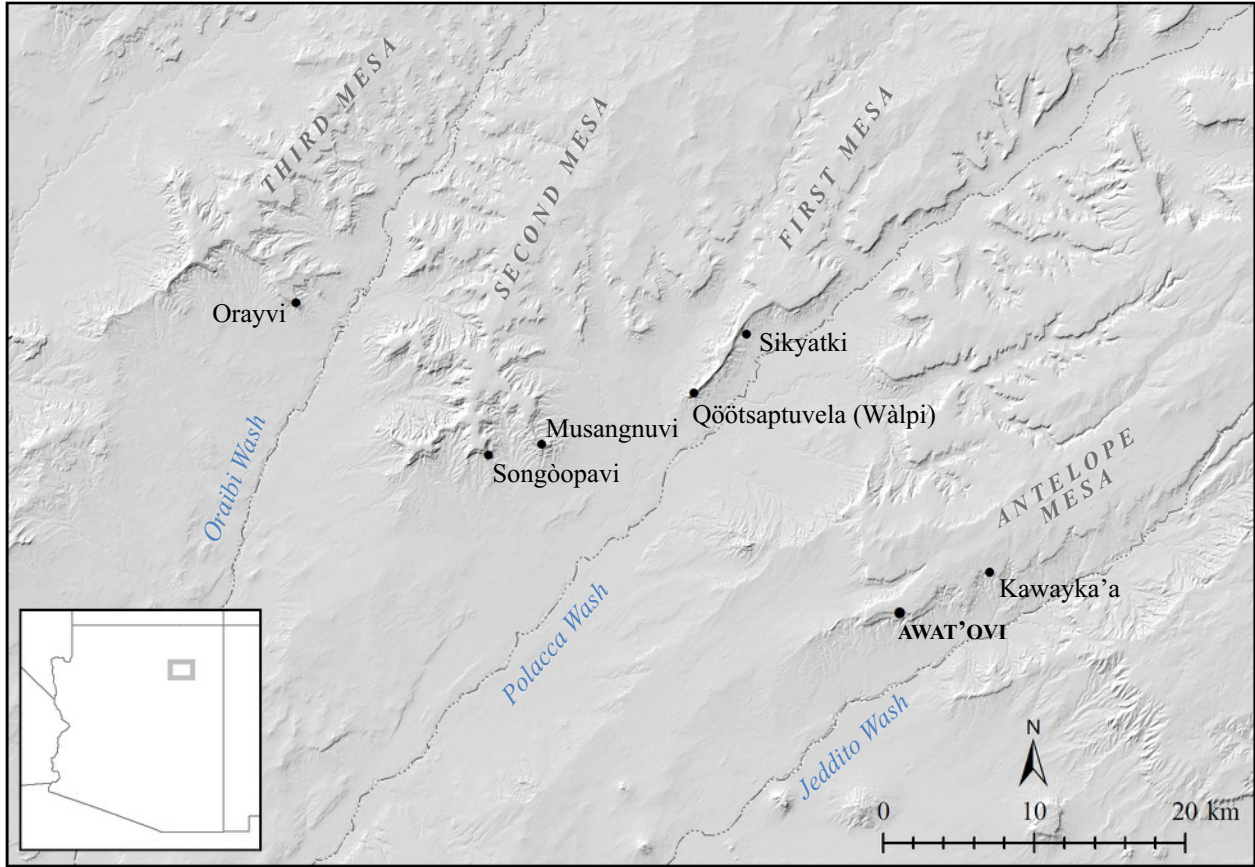 THIRD MESA
SECOND MESA
FIRST MESA
Orayvi
Sikyatki
Qöötsaptuvela (Wàlpi)
Musangnuvi
Songòopavi
Oraibi Wash
ANTELOPE
MESA
Kawayka’a
AWAT’OVI
Polacca Wash
Jeddito Wash
N
0 10 20 km